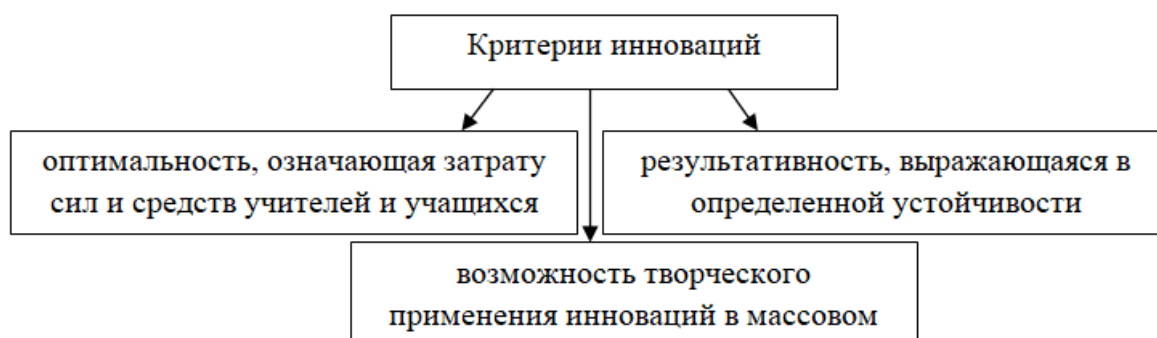 Критерии инноваций
оптимальность, означающая затрату
сил и средств учителей и учащихся
результативность, выражающаяся в
определенной устойчивости
возможность творческого
применения инноваций в массовом